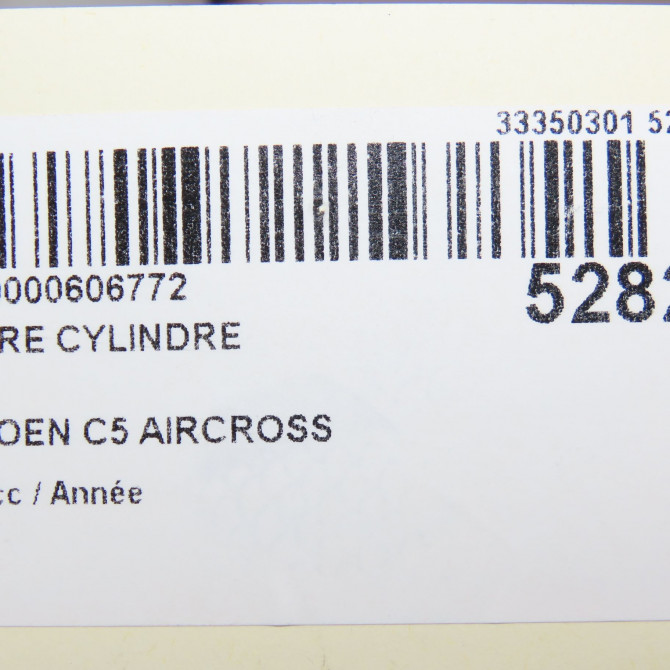 33350301 52
0000606772
5282
RE CYLINDRE
OEN C5 AIRCROSS
cc / Année